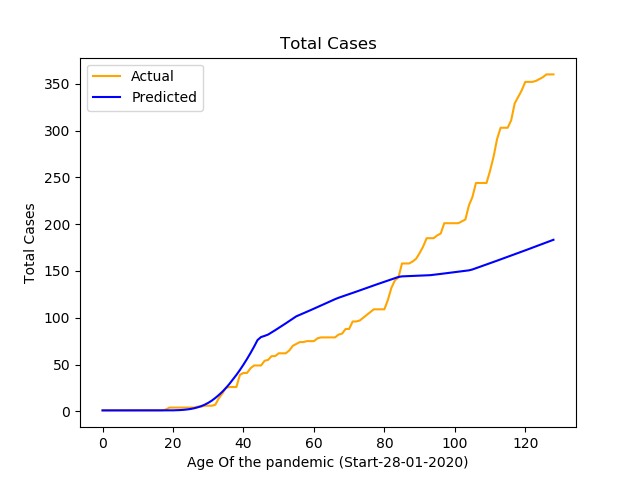 Total Cases
Actual
Predicted
350
300
250
200
150
100
50
0
Total Cases
0 20 40 60 80 100 120
Age Of the pandemic (Start-28-01-2020)